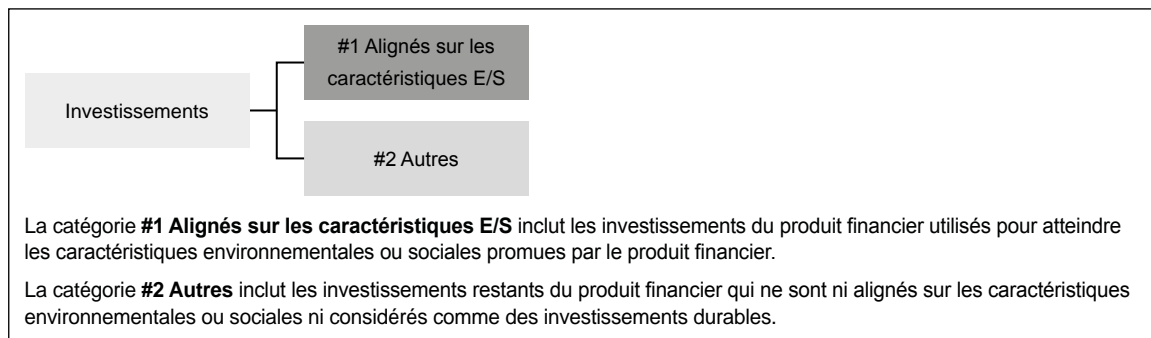 #1 Alignés sur les
caractéristiques E/S
Investissements
#2 Autres
La catégorie #1 Alignés sur les caractéristiques E/S inclut les investissements du produit financier utilisés pour atteindre
les caractéristiques environnementales ou sociales promues par le produit financier.
La catégorie #2 Autres inclut les investissements restants du produit financier qui ne sont ni alignés sur les caractéristiques
environnementales ou sociales ni considérés comme des investissements durables.